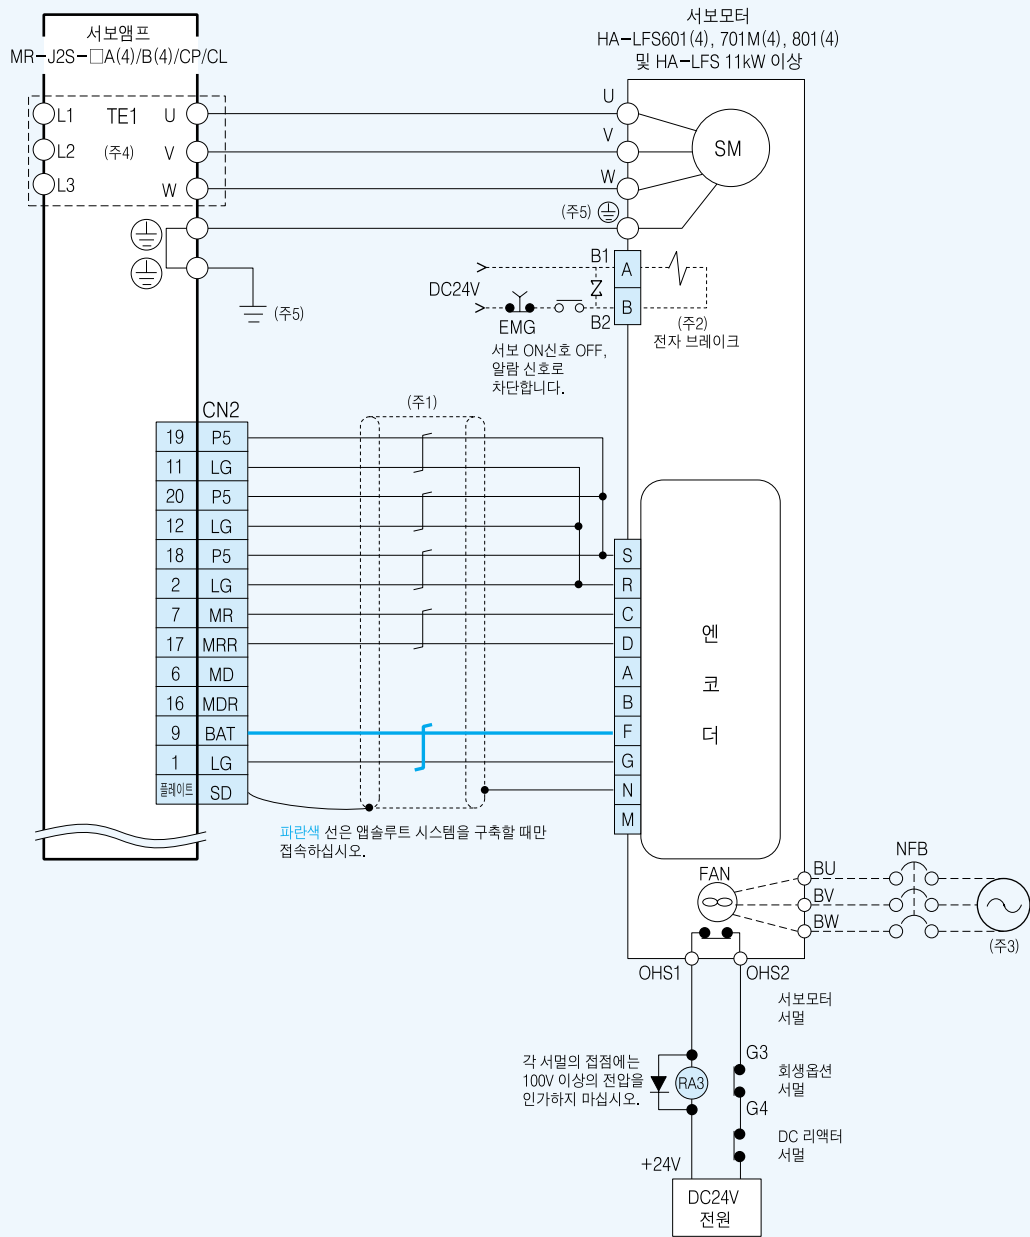 서보앰프
MR-J2S-□A(4)/B(4)/CP/CL
서보모터
HA-LFS601(4), 701M(4), 801(4)
및 HA-LFS 11kW 이상
L1 TE1 U
L2 (주4) V
L3 W
U
V
W
SM
(주5)
(주5)
B1
A
DC24V
B
B2
EMG
(주2)
전자 브레이크
서보 ON신호 OFF,
알람 신호로
차단합니다.
CN2
(주1)
19 P5
11 LG
20 P5
12 LG
18 P5
2 LG
7 MR
17 MRR
6 MD
16 MDR
9 BAT
1 LG
플레이트 SD
S
R
C
D
A
B
F
G
N
M
엔
코
더
파란색 선은 앱솔루트 시스템을 구축할 때만
접속하십시오.
FAN
BU
BV
BW
NFB
(주3)
OHS1
OHS2
서보모터
서멀
각 서멀의 접점에는
100V 이상의 전압을
인가하지 마십시오.
RA3
G3
회생옵션
서멀
G4
DC 리액터
서멀
+24V
DC24V
전원